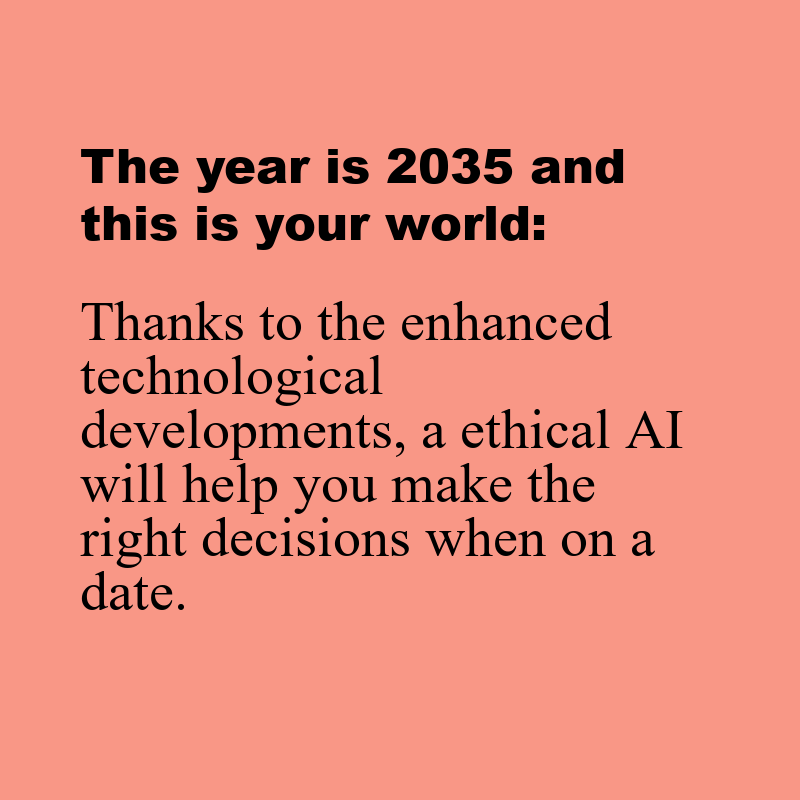 The year is 2035 and
this is your world:
Thanks to the enhanced
technological
developments, a ethical AI
will help you make the
right decisions when on a
date.